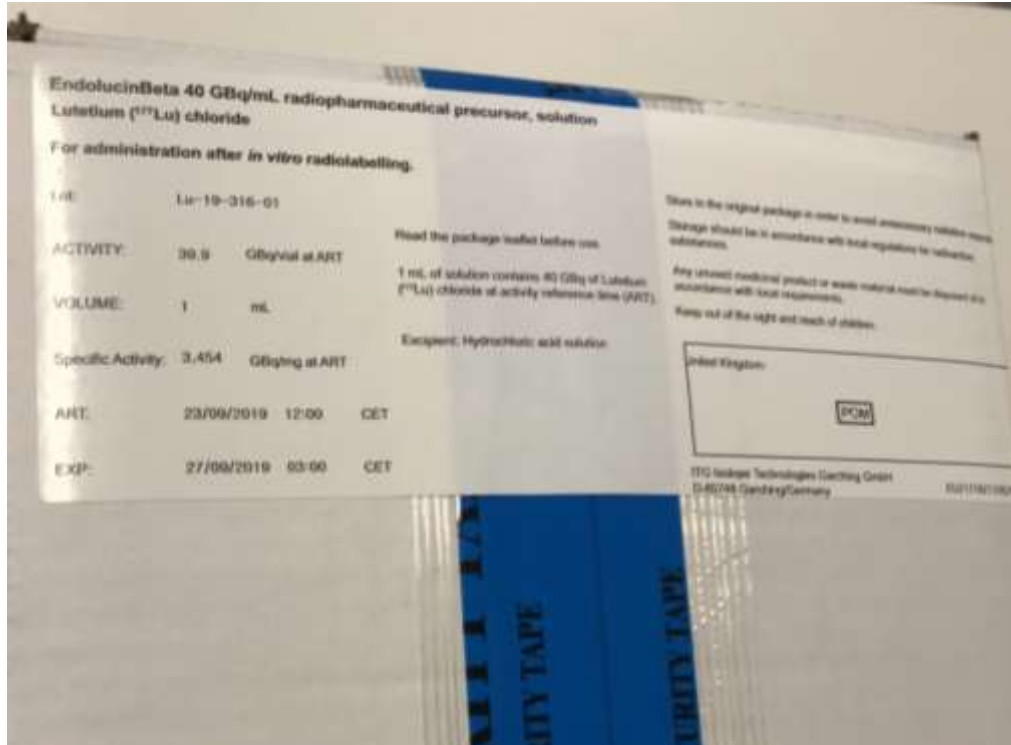 EndolucinBeta 40 GBq/mL radiopharmaceutical precursor, solution
Lutetium (¹⁷⁷Lu) chloride
For administration after in vitro radiolabelling.
Lot: Lu-19-316-01
ACTIVITY: 39.9 GBq/vial at ART
VOLUME: 1 mL
Specific Activity: 3,454 GBq/mg at ART
ART: 23/09/2019 12:00 CET
EXP: 27/09/2019 03:00 CET
Read the package leaflet before use.
1 mL of solution contains 40 GBq of Lutetium
(¹⁷⁷Lu) chloride at activity reference time (ART).
Excipient: Hydrochloric acid solution
Store in the original package in order to avoid unnecessary radiation
Storage should be in accordance with local regulations for radioactive
substances.
Any unused medicinal product or waste material must be disposed of in
accordance with local requirements.
Keep out of the sight and reach of children.
United Kingdom:
POM
ITG Isotope Technologies Garching GmbH
Garching/Germany
ITY TAPE
URITY TAPE